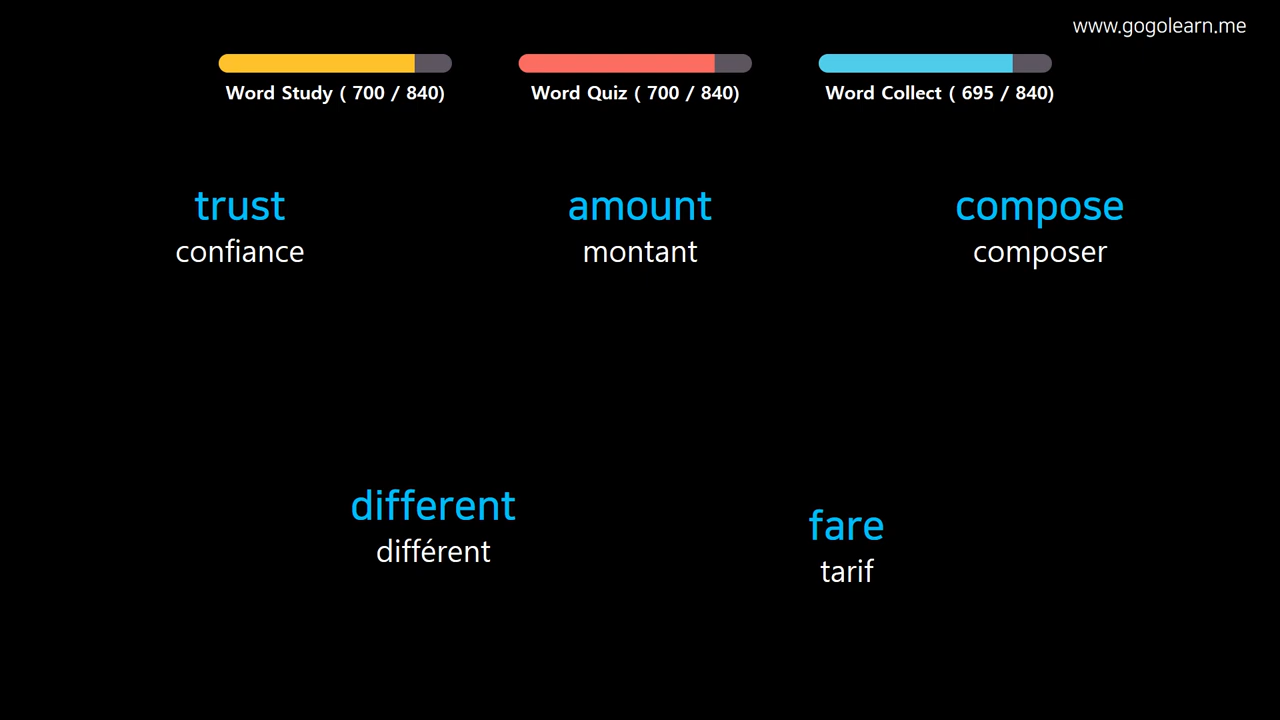 www.gogolearn.me
Word Study ( 700 / 840)
Word Quiz ( 700 / 840)
Word Collect ( 695 / 840)
trust
confiance
amount
montant
compose
composer
different
différent
fare
tarif